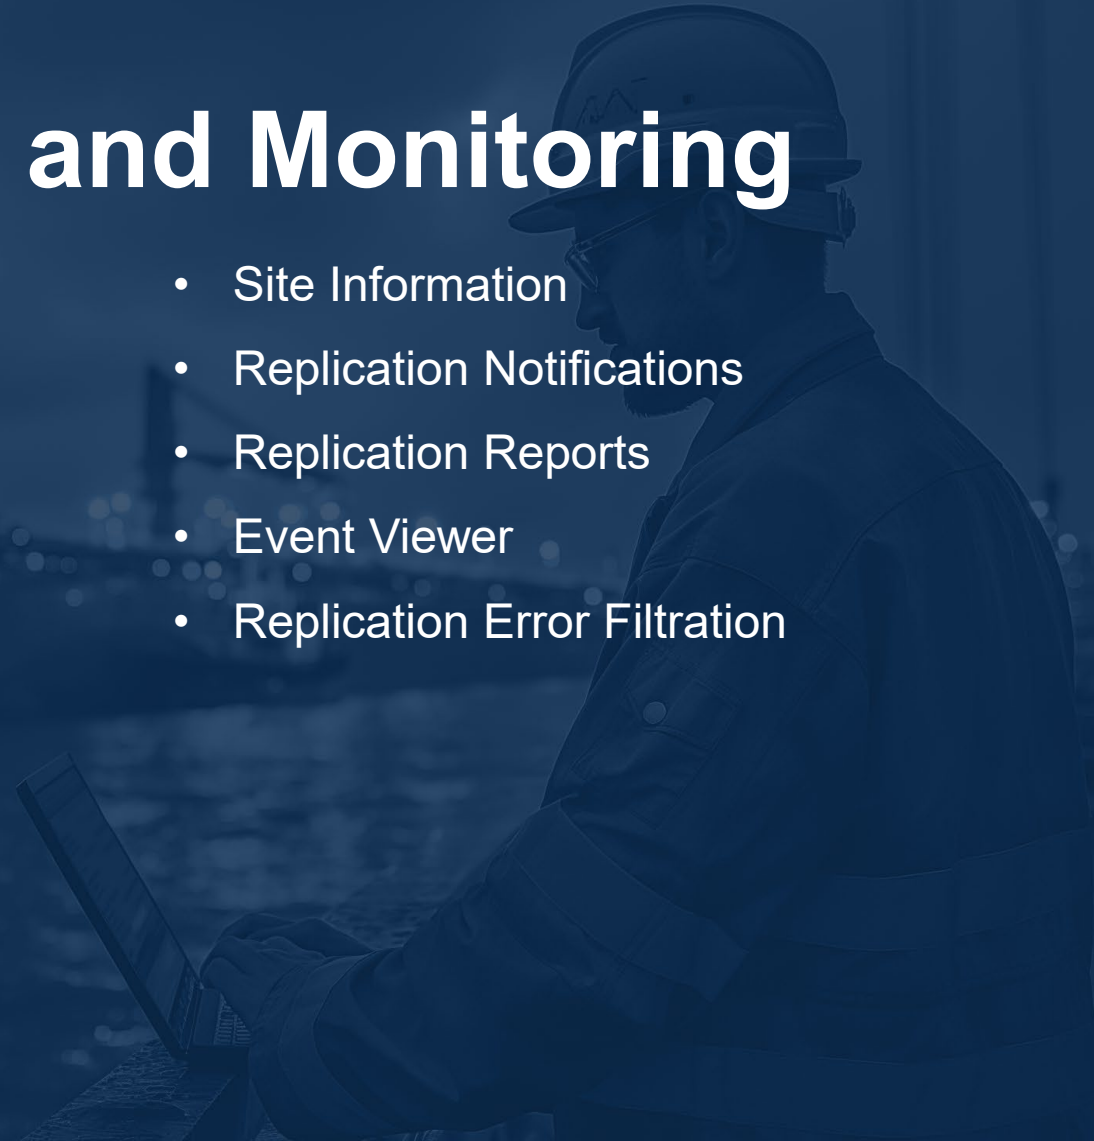 and Monitoring
• Site Information
• Replication Notifications
• Replication Reports
• Event Viewer
• Replication Error Filtration